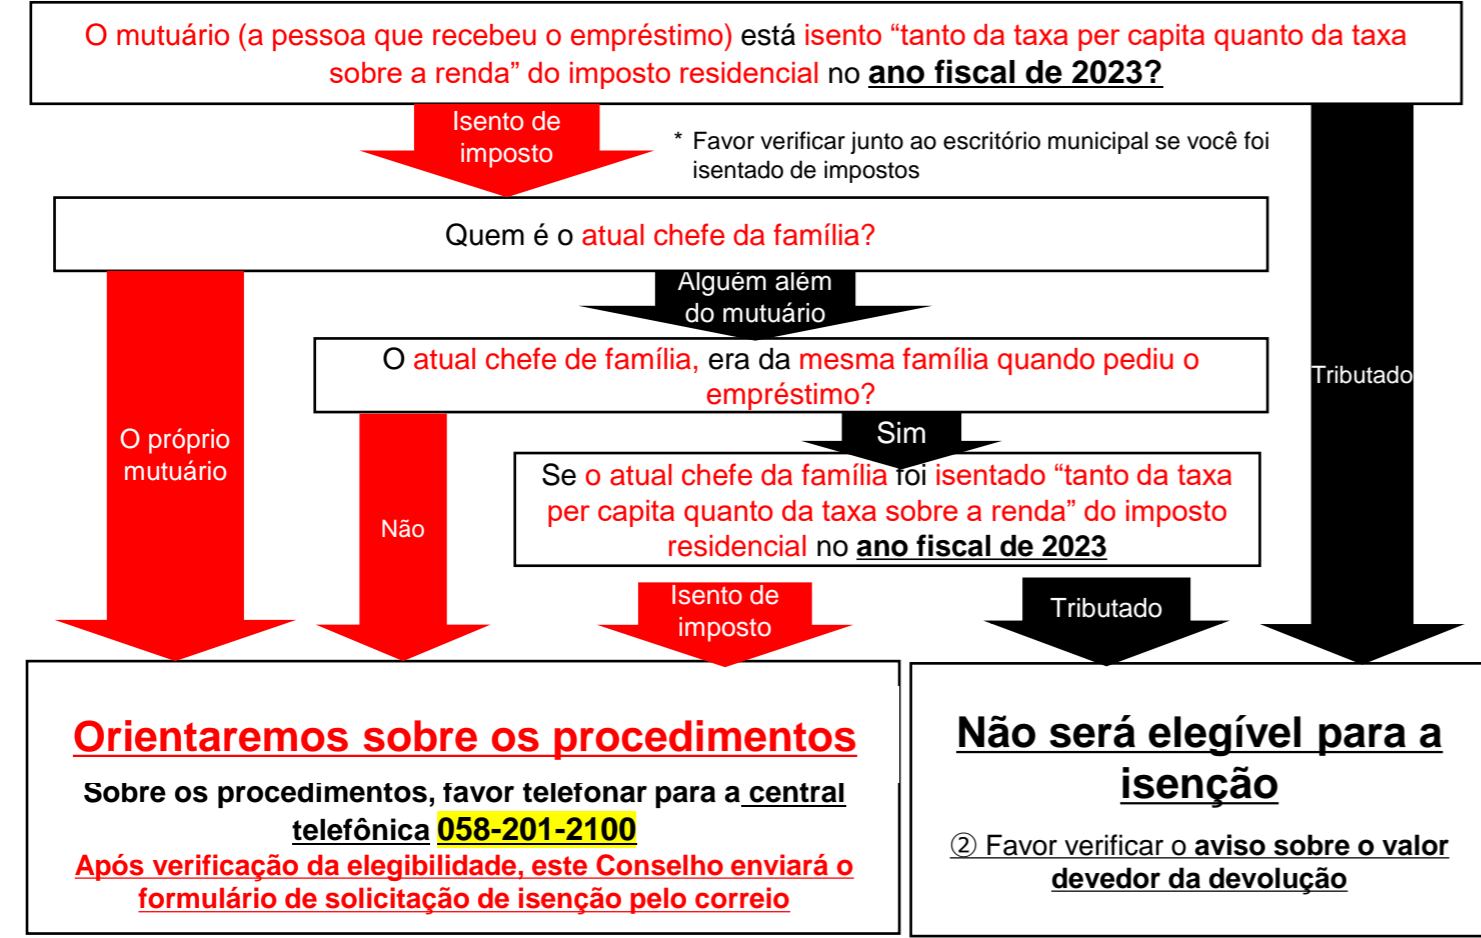 O mutuário (a pessoa que recebeu o empréstimo) está isento “tanto da taxa per capita quanto da taxa
sobre a renda” do imposto residencial no ano fiscal de 2023?
Isento de
imposto
* Favor verificar junto ao escritório municipal se você foi
isentado de impostos
Quem é o atual chefe da família?
Alguém além
do mutuário
O atual chefe de família, era da mesma família quando pediu o
empréstimo?
Tributado
O próprio
mutuário
Sim
Se o atual chefe da família foi isentado “tanto da taxa
per capita quanto da taxa sobre a renda” do imposto
residencial no ano fiscal de 2023
Não
Isento de
imposto
Tributado
Orientaremos sobre os procedimentos
Sobre os procedimentos, favor telefonar para a central
telefônica 058-201-2100
Após verificação da elegibilidade, este Conselho enviará o
formulário de solicitação de isenção pelo correio
Não será elegível para a
isenção
② Favor verificar o aviso sobre o valor
devedor da devolução